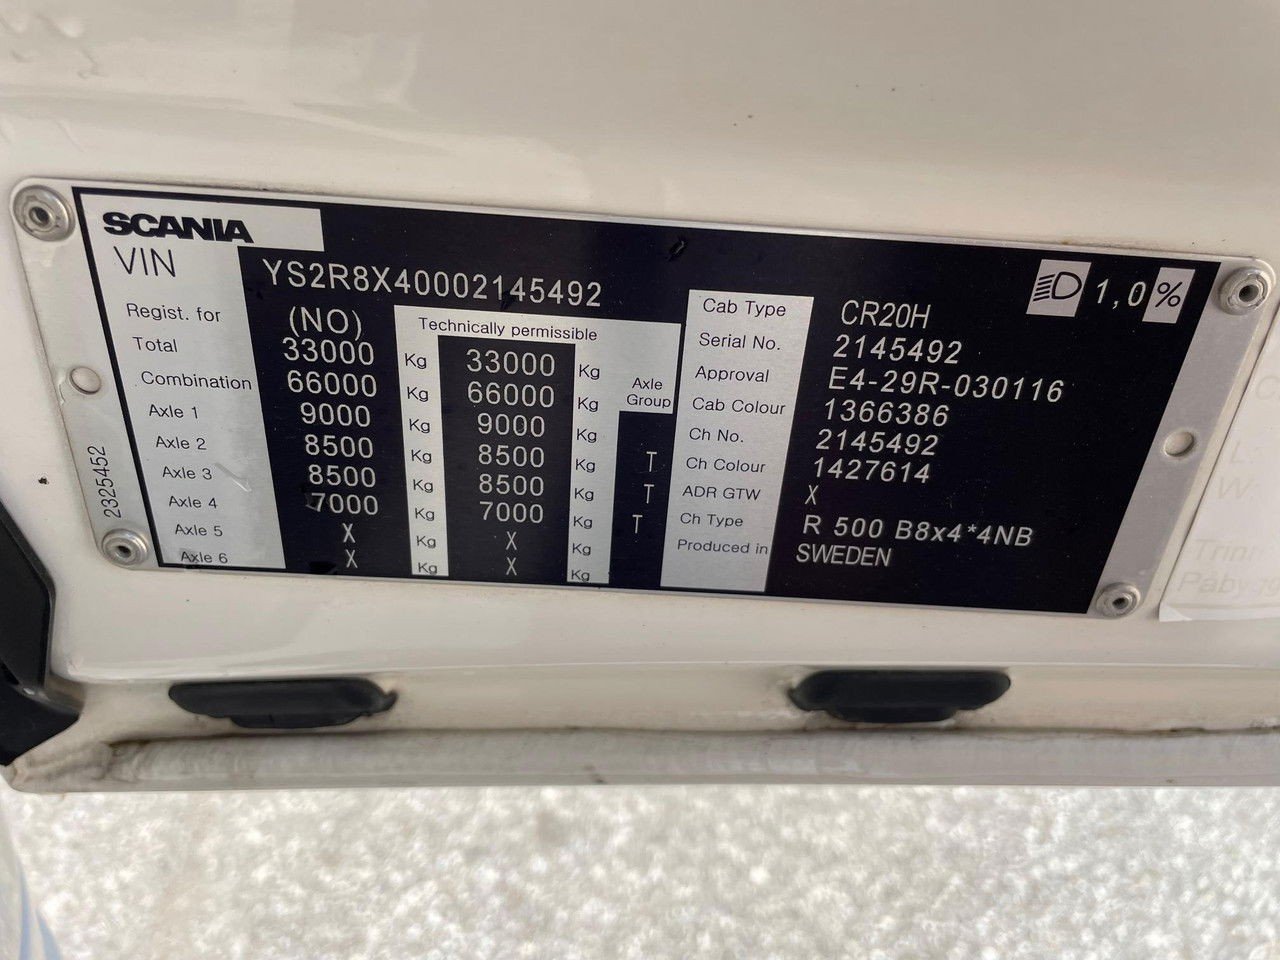 SCANIA
VIN YS2R8X40002145492 1,0%
Regist. for (NO) Technically permissible
Total 33000 Kg 33000 Kg
Combination 66000 Kg 66000 Kg Axle Group
Axle 1 9000 Kg 9000 Kg
Axle 2 8500 Kg 8500 Kg T
Axle 3 8500 Kg 8500 Kg T
Axle 4 7000 Kg 7000 Kg T
Axle 5 X Kg X Kg
Axle 6 X Kg X Kg
Cab Type CR20H
Serial No. 2145492
Approval E4-29R-030116
Cab Colour 1366386
Ch No. 2145492
Ch Colour 1427614
ADR GTW X
Ch Type R 500 B8x4*4NB
Produced in SWEDEN
2325452
L:
W: